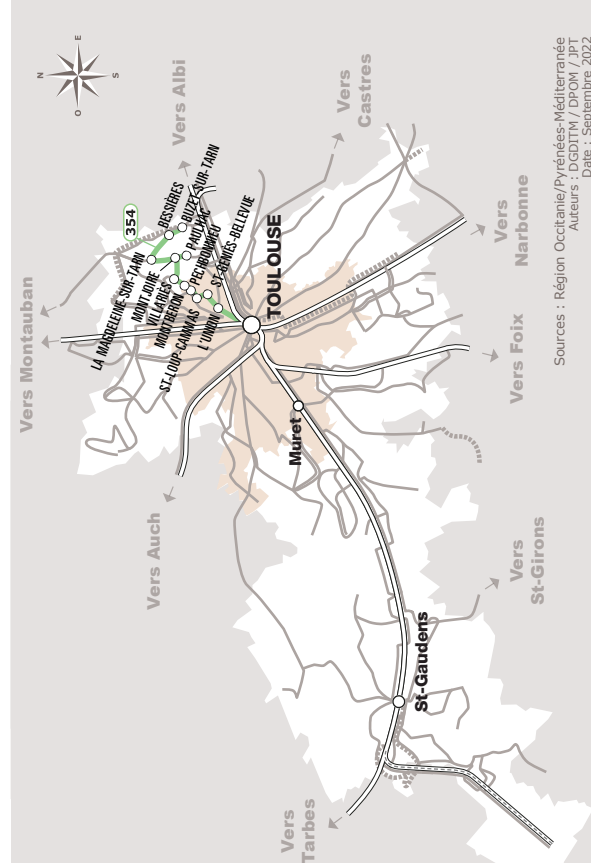 N
E
S
O
Vers Albi
Vers
Castres
Sources : Région Occitanie/Pyrénées-Méditerranée
Auteurs : DGDITM / DPOM / JPT
Date : Septembre 2022
354
BESSIÈRES
BUZET-SUR-TARN
PAULHAC
PECHBONNIEU
ST-GENIES-BELLEVUE
LA MAGDELEINE-SUR-TARN
MONTJOIRE
VILLARIÈS
MONTBERON
ST-LOUP-CAMMAS
L'UNION
TOULOUSE
Vers
Narbonne
Vers Montauban
Vers Foix
Muret
Vers Auch
Vers
St-Girons
St-Gaudens
Vers
Tarbes